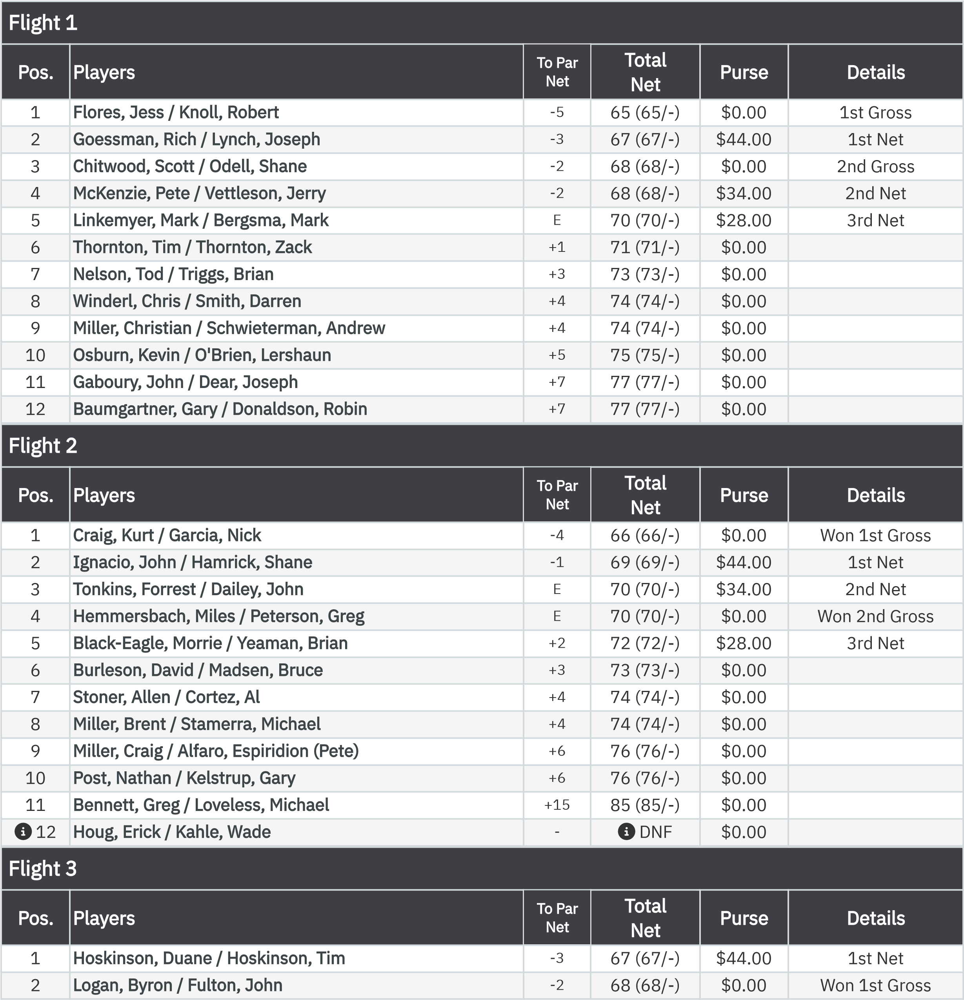 Flight 1
Pos. Players To Par Net Total Net Purse Details
1 Flores, Jess / Knoll, Robert -5 65 (65/-) $0.00 1st Gross
2 Goessman, Rich / Lynch, Joseph -3 67 (67/-) $44.00 1st Net
3 Chitwood, Scott / Odell, Shane -2 68 (68/-) $0.00 2nd Gross
4 McKenzie, Pete / Vettleson, Jerry -2 68 (68/-) $34.00 2nd Net
5 Linkemyer, Mark / Bergsma, Mark E 70 (70/-) $28.00 3rd Net
6 Thornton, Tim / Thornton, Zack +1 71 (71/-) $0.00
7 Nelson, Tod / Triggs, Brian +3 73 (73/-) $0.00
8 Winderl, Chris / Smith, Darren +4 74 (74/-) $0.00
9 Miller, Christian / Schwieterman, Andrew +4 74 (74/-) $0.00
10 Osburn, Kevin / O'Brien, Lershaun +5 75 (75/-) $0.00
11 Gaboury, John / Dear, Joseph +7 77 (77/-) $0.00
12 Baumgartner, Gary / Donaldson, Robin +7 77 (77/-) $0.00
Flight 2
Pos. Players To Par Net Total Net Purse Details
1 Craig, Kurt / Garcia, Nick -4 66 (66/-) $0.00 Won 1st Gross
2 Ignacio, John / Hamrick, Shane -1 69 (69/-) $44.00 1st Net
3 Tonkins, Forrest / Dailey, John E 70 (70/-) $34.00 2nd Net
4 Hemmersbach, Miles / Peterson, Greg E 70 (70/-) $0.00 Won 2nd Gross
5 Black-Eagle, Morrie / Yeaman, Brian +2 72 (72/-) $28.00 3rd Net
6 Burleson, David / Madsen, Bruce +3 73 (73/-) $0.00
7 Stoner, Allen / Cortez, Al +4 74 (74/-) $0.00
8 Miller, Brent / Stamerra, Michael +4 74 (74/-) $0.00
9 Miller, Craig / Alfaro, Espiridion (Pete) +6 76 (76/-) $0.00
10 Post, Nathan / Kelstrup, Gary +6 76 (76/-) $0.00
11 Bennett, Greg / Loveless, Michael +15 85 (85/-) $0.00
12 Houg, Erick / Kahle, Wade - DNF $0.00
Flight 3
Pos. Players To Par Net Total Net Purse Details
1 Hoskinson, Duane / Hoskinson, Tim -3 67 (67/-) $44.00 1st Net
2 Logan, Byron / Fulton, John -2 68 (68/-) $0.00 Won 1st Gross